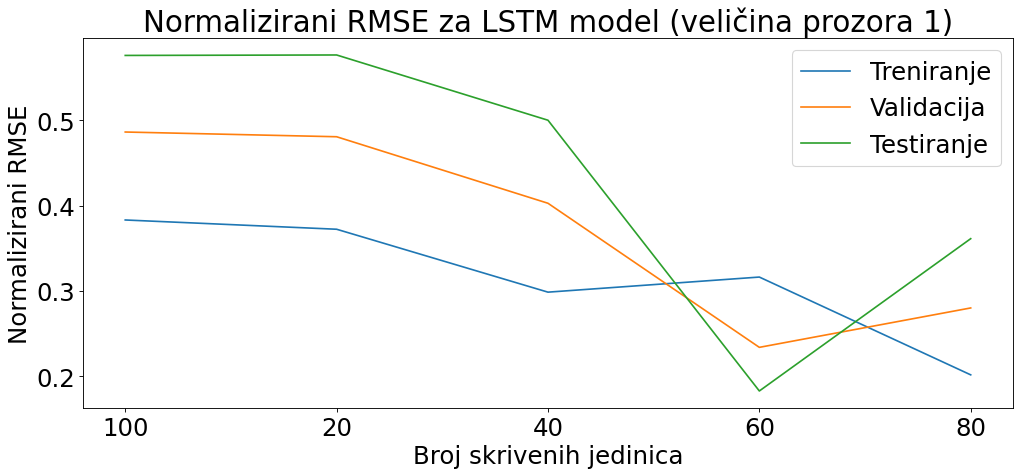 Normalizirani RMSE za LSTM model (veličina prozora 1)
Treniranje
Validacija
Testiranje
Normalizirani RMSE
0.5
0.4
0.3
0.2
100 20 40 60 80
Broj skrivenih jedinica